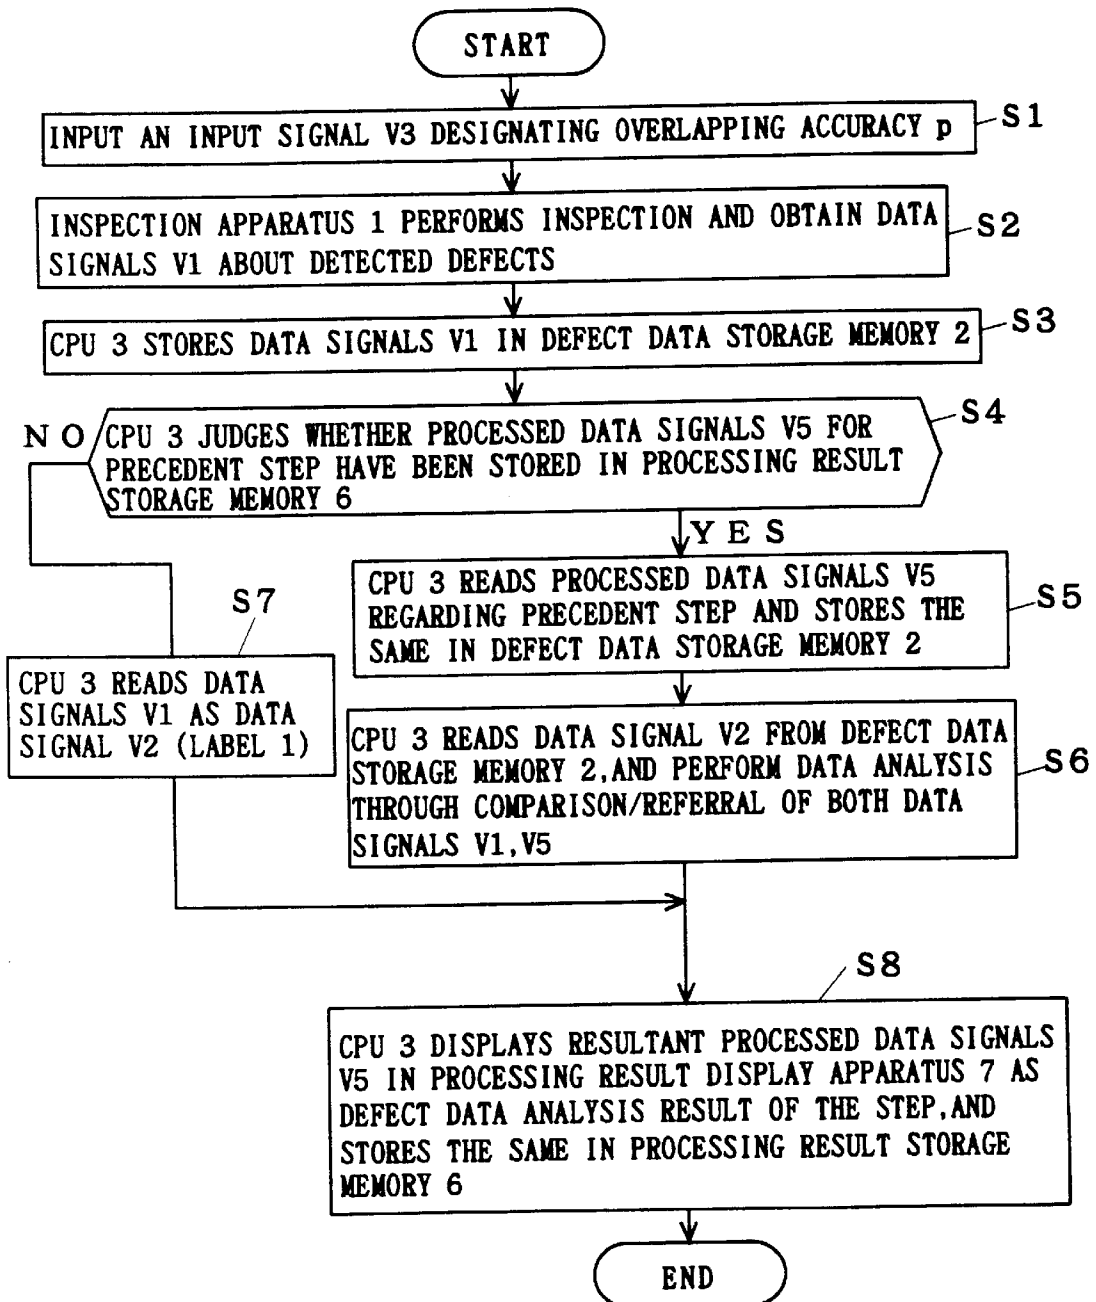 START
INPUT AN INPUT SIGNAL V3 DESIGNATING OVERLAPPING ACCURACY p
S1
INSPECTION APPARATUS 1 PERFORMS INSPECTION AND OBTAIN DATA
SIGNALS V1 ABOUT DETECTED DEFECTS
S2
CPU 3 STORES DATA SIGNALS V1 IN DEFECT DATA STORAGE MEMORY 2
S3
CPU 3 JUDGES WHETHER PROCESSED DATA SIGNALS V5 FOR
PRECEDENT STEP HAVE BEEN STORED IN PROCESSING RESULT
STORAGE MEMORY 6
S4
NO
YES
CPU 3 READS PROCESSED DATA SIGNALS V5
REGARDING PRECEDENT STEP AND STORES THE
SAME IN DEFECT DATA STORAGE MEMORY 2
S5
S7
CPU 3 READS DATA
SIGNALS V1 AS DATA
SIGNAL V2 (LABEL 1)
CPU 3 READS DATA SIGNAL V2 FROM DEFECT DATA
STORAGE MEMORY 2,AND PERFORM DATA ANALYSIS
THROUGH COMPARISON/REFERRAL OF BOTH DATA
SIGNALS V1,V5
S6
S8
CPU 3 DISPLAYS RESULTANT PROCESSED DATA SIGNALS
V5 IN PROCESSING RESULT DISPLAY APPARATUS 7 AS
DEFECT DATA ANALYSIS RESULT OF THE STEP,AND
STORES THE SAME IN PROCESSING RESULT STORAGE
MEMORY 6
END